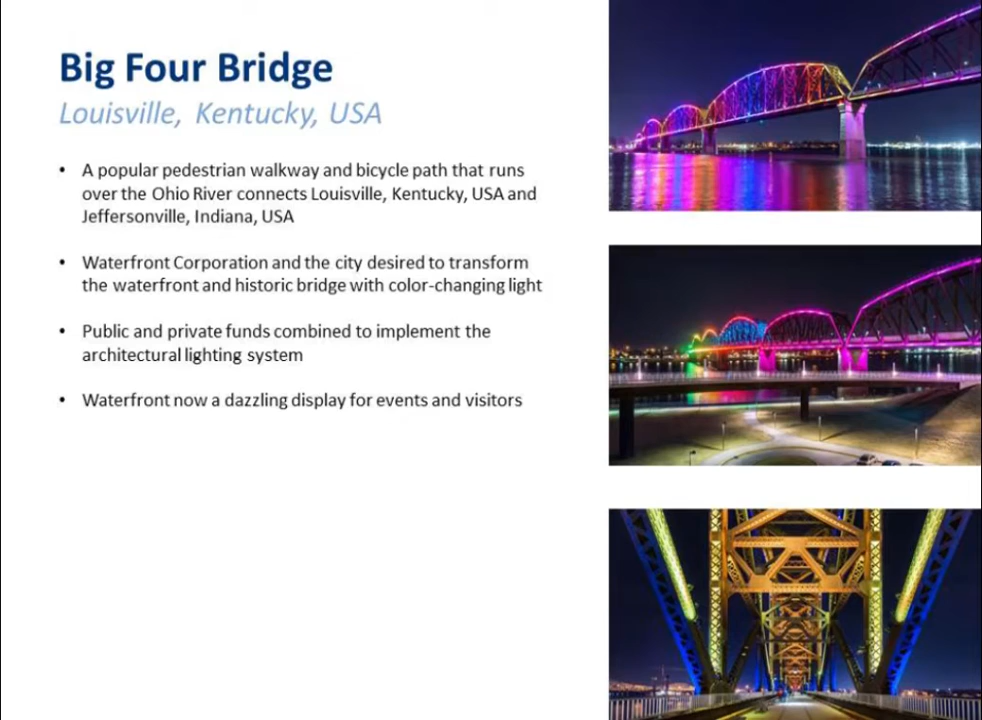 Big Four Bridge
Louisville, Kentucky, USA
• A popular pedestrian walkway and bicycle path that runs
over the Ohio River connects Louisville, Kentucky, USA and
Jeffersonville, Indiana, USA
• Waterfront Corporation and the city desired to transform
the waterfront and historic bridge with color-changing light
• Public and private funds combined to implement the
architectural lighting system
• Waterfront now a dazzling display for events and visitors